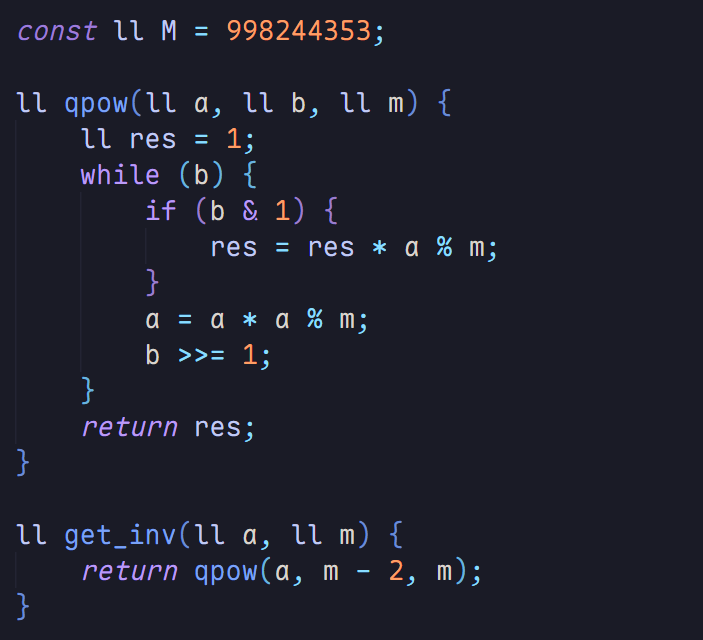 const ll M = 998244353;

ll qpow(ll a, ll b, ll m) {
    ll res = 1;
    while (b) {
        if (b & 1) {
            res = res * a % m;
        }
        a = a * a % m;
        b >>= 1;
    }
    return res;
}

ll get_inv(ll a, ll m) {
    return qpow(a, m - 2, m);
}